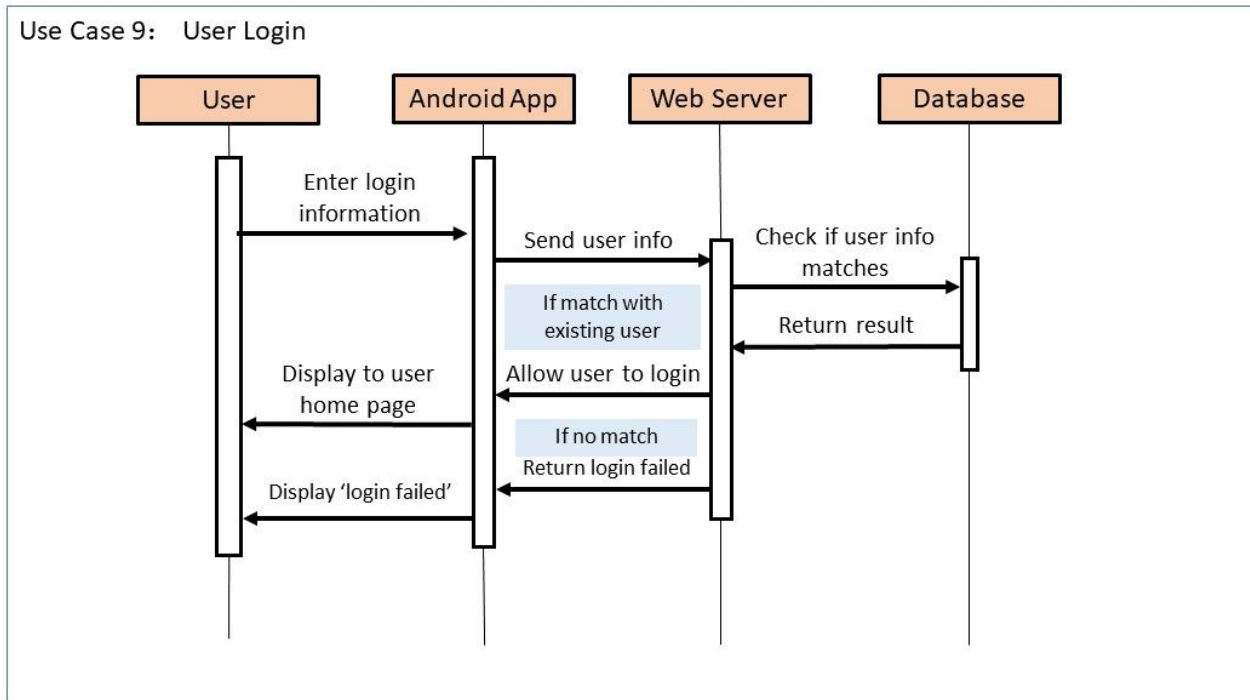 Use Case 9： User Login
User
Android App
Web Server
Database
Enter login
information
Send user info
Check if user info
matches
If match with
existing user
Return result
Display to user
home page
Allow user to login
If no match
Return login failed
Display ‘login failed’